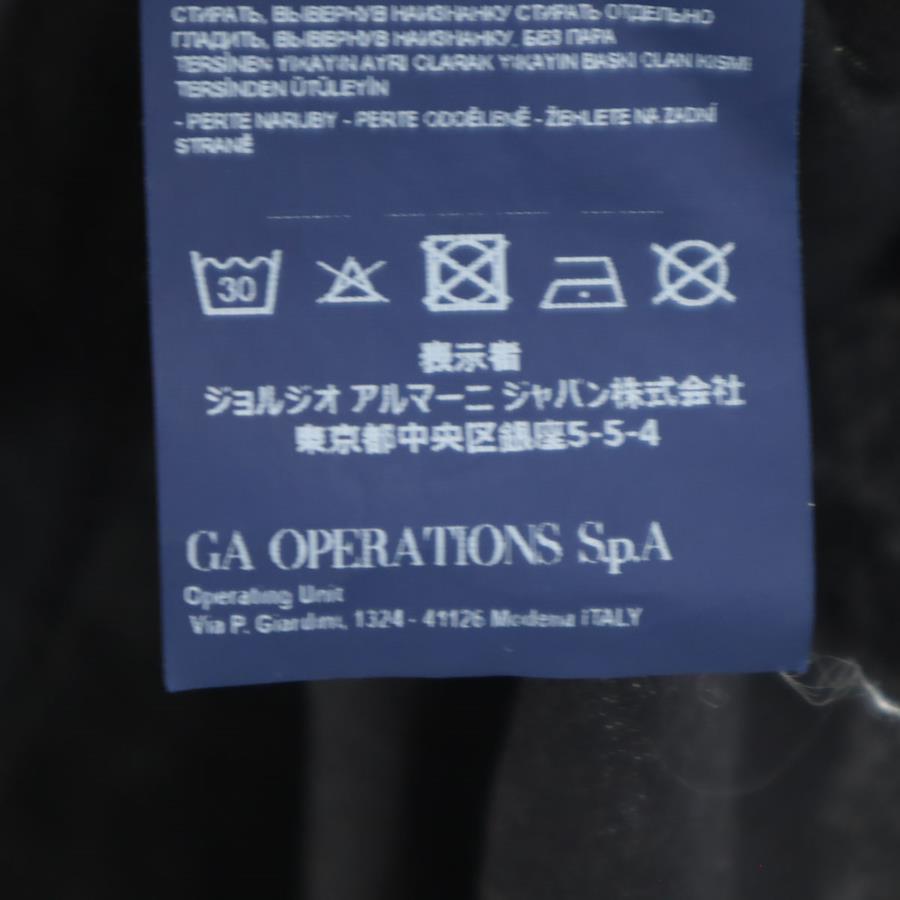 СТИРАТЬ, ВЫВЕРНУВ НАИЗНАНКУ СТИРАТЬ ОТДЕЛЬНО
ГЛАДИТЬ, ВЫВЕРНУВ НАИЗНАНКУ, БЕЗ ПАРА
TERSİNEN YIKAYIN AYRI OLARAK YIKAYIN BASKI OLAN KISMI
TERSİNDEN ÜTÜLEYİN
- PERTE NARUBY - PERTE ODDĚLENĚ - ŽEHLETE NA ZADNÍ
STRANĚ
30
表示者
ジョルジオ アルマーニ ジャパン株式会社
東京都中央区銀座5-5-4
GA OPERATIONS S.p.A
Operating Unit
Via P. Giardini, 1324 - 41126 Modena ITALY